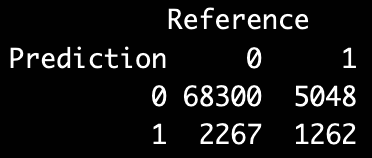 Reference
Prediction 0 1
0 68300 5048
1 2267 1262